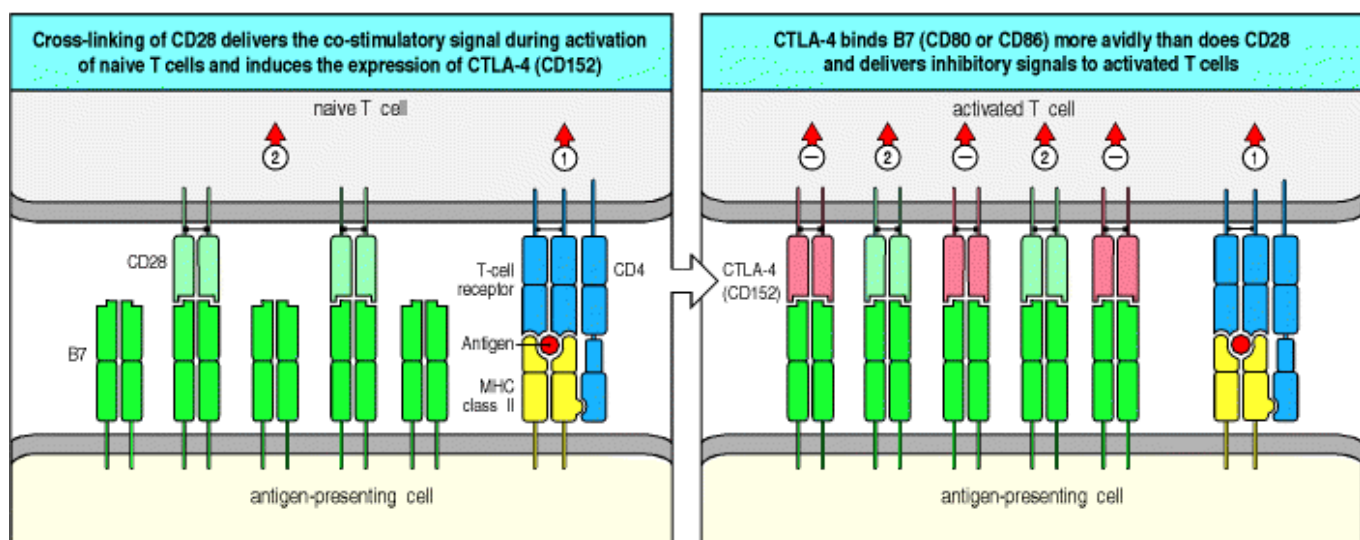 Cross-linking of CD28 delivers the co-stimulatory signal during activation
of naive T cells and induces the expression of CTLA-4 (CD152)
naive T cell
2
1
CD28
T-cell
receptor
CD4
B7
Antigen
MHC
class II
antigen-presenting cell
CTLA-4 binds B7 (CD80 or CD86) more avidly than does CD28
and delivers inhibitory signals to activated T cells
activated T cell
—
2
—
2
—
1
CTLA-4
(CD152)
antigen-presenting cell